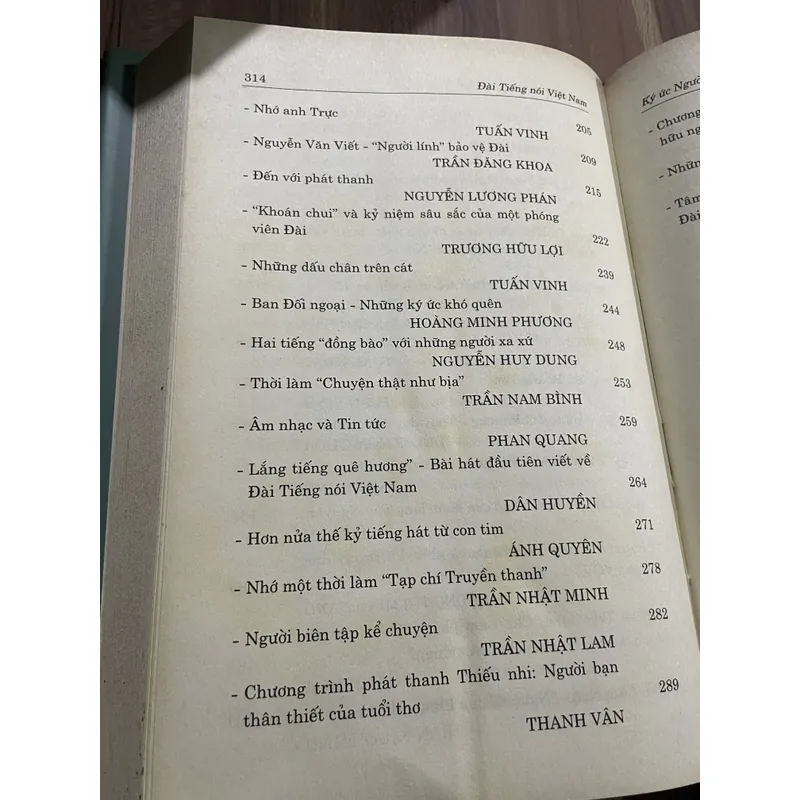 314
Đài Tiếng nói Việt Nam
- Nhớ anh Trực 205
TUẤN VINH
- Nguyễn Văn Viết - “Người lính” bảo vệ Đài 209
TRẦN ĐĂNG KHOA
- Đến với phát thanh 215
NGUYỄN LƯƠNG PHÁN
- “Khoán chui” và kỷ niệm sâu sắc của một phóng
viên Đài 222
TRƯƠNG HỮU LỢI
- Những dấu chân trên cát 239
TUẤN VINH
- Ban Đối ngoại - Những ký ức khó quên 244
HOÀNG MINH PHƯƠNG
- Hai tiếng “đồng bào” với những người xa xứ 248
NGUYỄN HUY DUNG
- Thời làm “Chuyện thật như bịa” 253
TRẦN NAM BÌNH
- Âm nhạc và Tin tức 259
PHAN QUANG
- Lắng tiếng quê hương” - Bài hát đầu tiên viết về
Đài Tiếng nói Việt Nam 264
DÂN HUYỀN
- Hơn nửa thế kỷ tiếng hát từ con tim 271
ÁNH QUYÊN
- Nhớ một thời làm “Tạp chí Truyền thanh” 278
TRẦN NHẬT MINH
- Người biên tập kể chuyện 282
TRẦN NHẬT LAM
- Chương trình phát thanh Thiếu nhi: Người bạn
thân thiết của tuổi thơ 289
THANH VÂN
Ký ức
- Chương
hữu
- Những
- Tâm
Đài